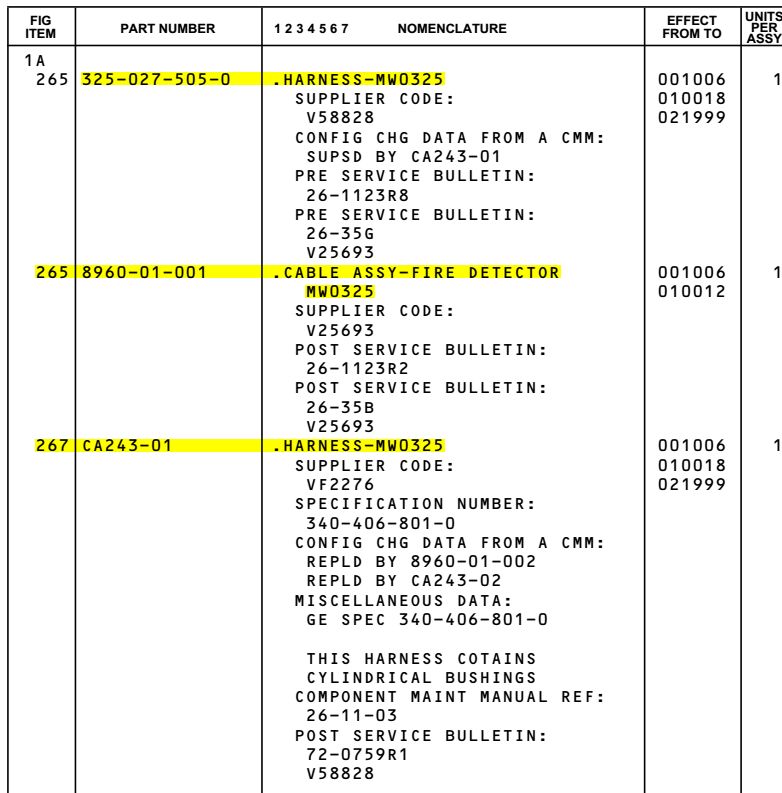 FIG ITEM PART NUMBER 1 2 3 4 5 6 7 NOMENCLATURE EFFECT FROM TO UNITS PER ASSY
1A
265 325-027-505-0 .HARNESS-MW0325 001006 1
SUPPLIER CODE: 010018
V58828 021999
CONFIG CHG DATA FROM A CMM:
SUPSD BY CA243-01
PRE SERVICE BULLETIN:
26-1123R8
PRE SERVICE BULLETIN:
26-35G
V25693
265 8960-01-001 .CABLE ASSY-FIRE DETECTOR 001006 1
MW0325 010012
SUPPLIER CODE:
V25693
POST SERVICE BULLETIN:
26-1123R2
POST SERVICE BULLETIN:
26-35B
V25693
267 CA243-01 .HARNESS-MW0325 001006 1
SUPPLIER CODE: 010018
VF2276 021999
SPECIFICATION NUMBER:
340-406-801-0
CONFIG CHG DATA FROM A CMM:
REPLD BY 8960-01-002
REPLD BY CA243-02
MISCELLANEOUS DATA:
GE SPEC 340-406-801-0
THIS HARNESS COTAINS
CYLINDRICAL BUSHINGS
COMPONENT MAINT MANUAL REF:
26-11-03
POST SERVICE BULLETIN:
72-0759R1
V58828